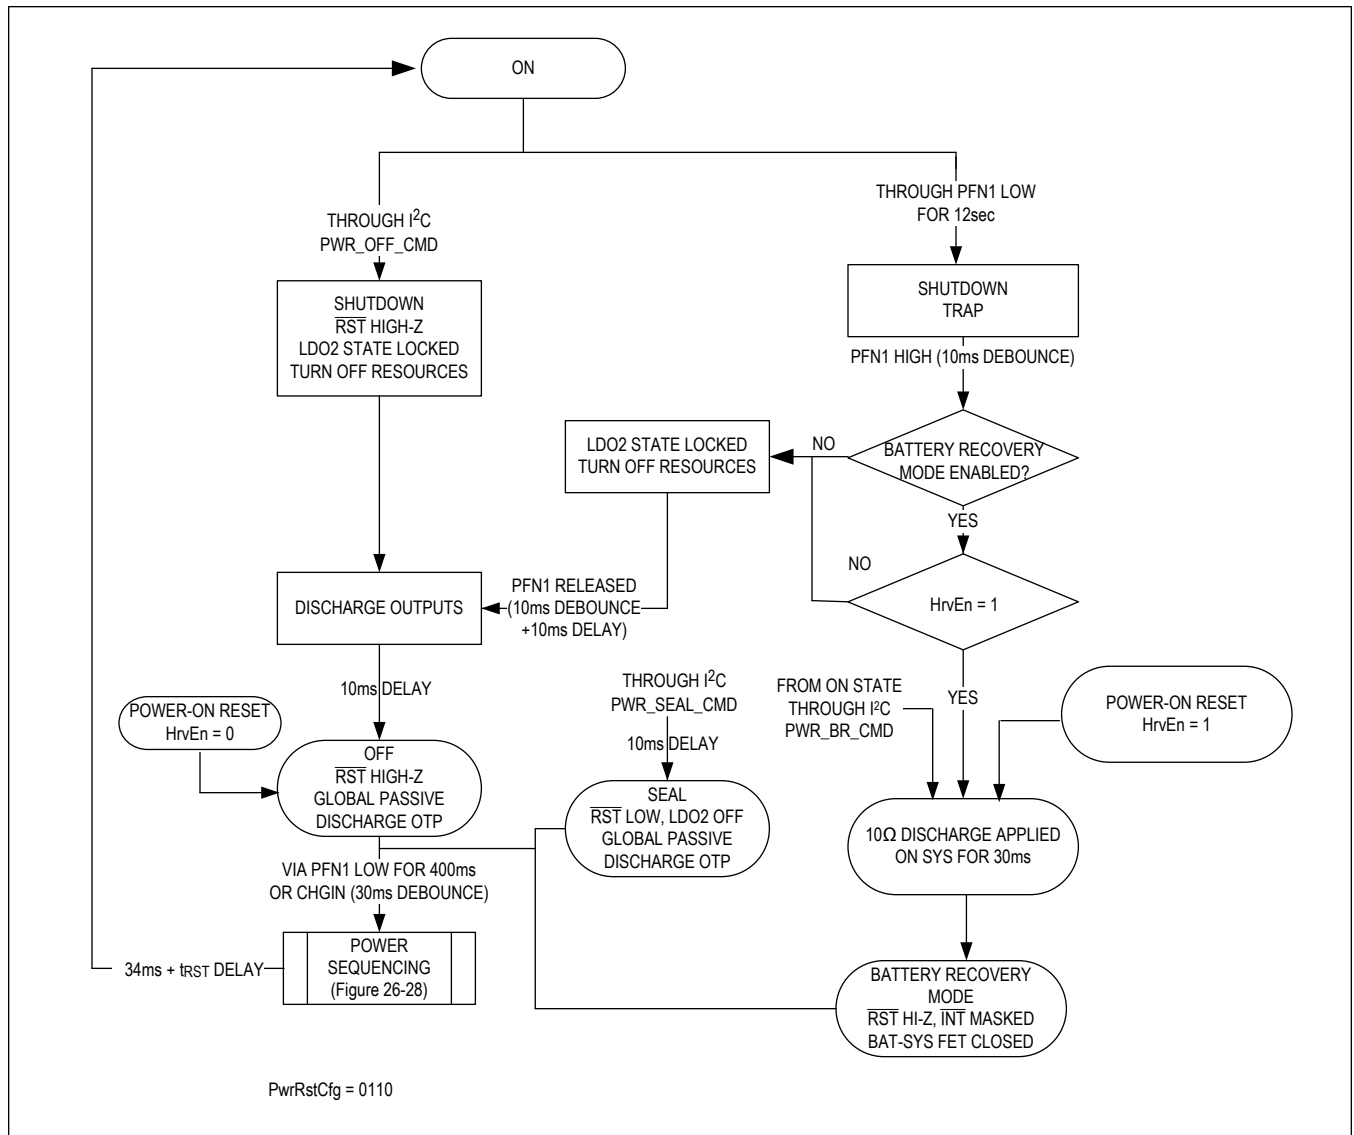 ON
THROUGH I²C
PWR_OFF_CMD
THROUGH PFN1 LOW
FOR 12sec
SHUTDOWN
RST HIGH-Z
LDO2 STATE LOCKED
TURN OFF RESOURCES
SHUTDOWN
TRAP
PFN1 HIGH (10ms DEBOUNCE)
BATTERY RECOVERY
MODE ENABLED?
NO
LDO2 STATE LOCKED
TURN OFF RESOURCES
YES
NO
HrvEn = 1
PFN1 RELEASED
(10ms DEBOUNCE
+10ms DELAY)
DISCHARGE OUTPUTS
10ms DELAY
THROUGH I²C
PWR_SEAL_CMD
10ms DELAY
FROM ON STATE
THROUGH I²C
PWR_BR_CMD
YES
POWER-ON RESET
HrvEn = 1
POWER-ON RESET
HrvEn = 0
OFF
RST HIGH-Z
GLOBAL PASSIVE
DISCHARGE OTP
SEAL
RST LOW, LDO2 OFF
GLOBAL PASSIVE
DISCHARGE OTP
10Ω DISCHARGE APPLIED
ON SYS FOR 30ms
VIA PFN1 LOW FOR 400ms
OR CHGIN (30ms DEBOUNCE)
34ms + tRST DELAY
POWER
SEQUENCING
(Figure 26-28)
BATTERY RECOVERY
MODE
RST HI-Z, INT MASKED
BAT-SYS FET CLOSED
PwrRstCfg = 0110